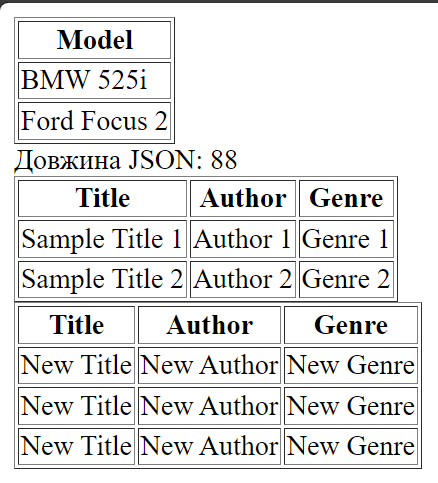 Model
BMW 525i
Ford Focus 2
Довжина JSON: 88
Title Author Genre
Sample Title 1 Author 1 Genre 1
Sample Title 2 Author 2 Genre 2
Title Author Genre
New Title New Author New Genre
New Title New Author New Genre
New Title New Author New Genre